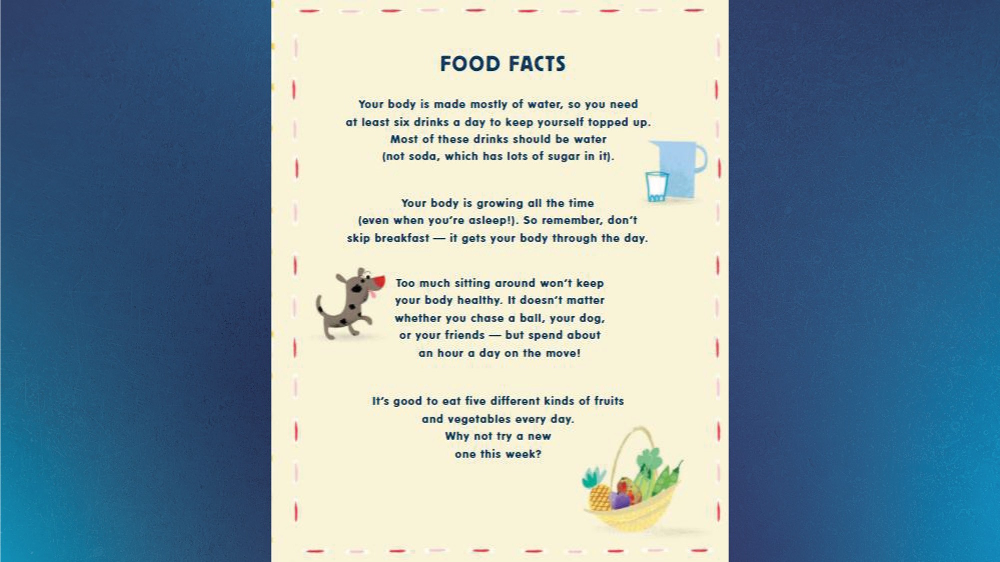 FOOD FACTS
Your body is made mostly of water, so you need
at least six drinks a day to keep yourself topped up.
Most of these drinks should be water
(not soda, which has lots of sugar in it).
Your body is growing all the time
(even when you're asleep!). So remember, don't
skip breakfast — it gets your body through the day.
Too much sitting around won't keep
your body healthy. It doesn't matter
whether you chase a ball, your dog,
or your friends — but spend about
an hour a day on the move!
It's good to eat five different kinds of fruits
and vegetables every day.
Why not try a new
one this week?